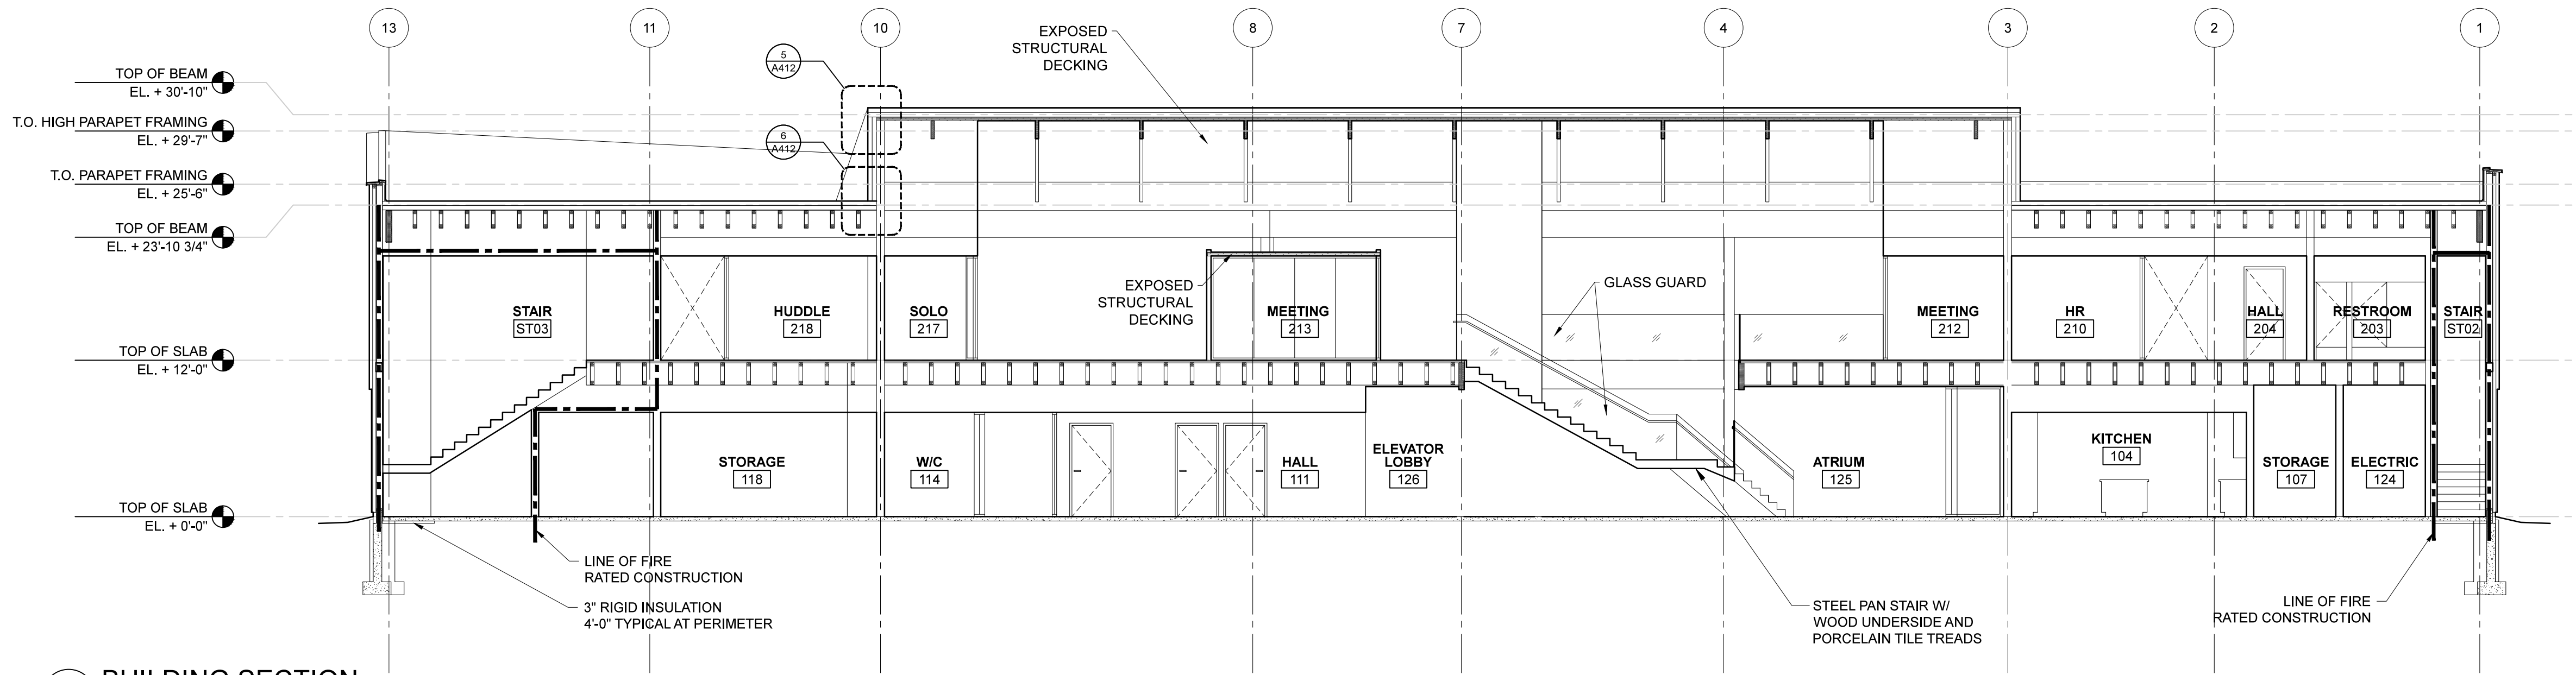 13
11
10
8
7
4
3
2
1
5
A412
6
A412
TOP OF BEAM
EL. + 30'-10"
T.O. HIGH PARAPET FRAMING
EL. + 29'-7"
T.O. PARAPET FRAMING
EL. + 25'-6"
TOP OF BEAM
EL. + 23'-10 3/4"
TOP OF SLAB
EL. + 12'-0"
TOP OF SLAB
EL. + 0'-0"
EXPOSED
STRUCTURAL
DECKING
EXPOSED
STRUCTURAL
DECKING
GLASS GUARD
STAIR
ST03
HUDDLE
218
SOLO
217
MEETING
213
MEETING
212
HR
210
HALL
204
RESTROOM
203
STAIR
ST02
STORAGE
118
W/C
114
HALL
111
ELEVATOR
LOBBY
126
ATRIUM
125
KITCHEN
104
STORAGE
107
ELECTRIC
124
LINE OF FIRE
RATED CONSTRUCTION
3" RIGID INSULATION
4'-0" TYPICAL AT PERIMETER
STEEL PAN STAIR W/
WOOD UNDERSIDE AND
PORCELAIN TILE TREADS
LINE OF FIRE
RATED CONSTRUCTION
BUILDING SECTION